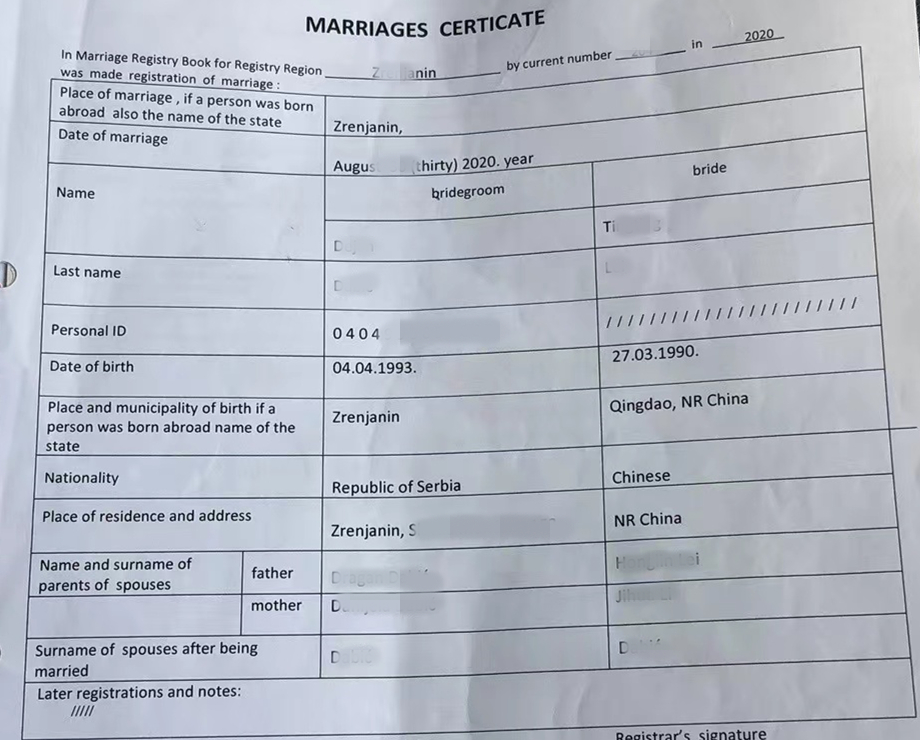 MARRIAGES CERTICATE
In Marriage Registry Book for Registry Region anin by current number in 2020
was made registration of marriage :
Place of marriage , if a person was born
abroad also the name of the state
Zrenjanin,
Date of marriage
Augus (thirty) 2020. year
Name
bridegroom
bride
D
Ti
Last name
Personal ID
0404
//////////////////////
Date of birth
04.04.1993.
27.03.1990.
Place and municipality of birth if a
person was born abroad name of the
state
Zrenjanin
Qingdao, NR China
Nationality
Republic of Serbia
Chinese
Place of residence and address
Zrenjanin, S
NR China
Name and surname of
parents of spouses
father
mother
D
Surname of spouses after being
married
D
D
Later registrations and notes:
/////
Registrar's signature